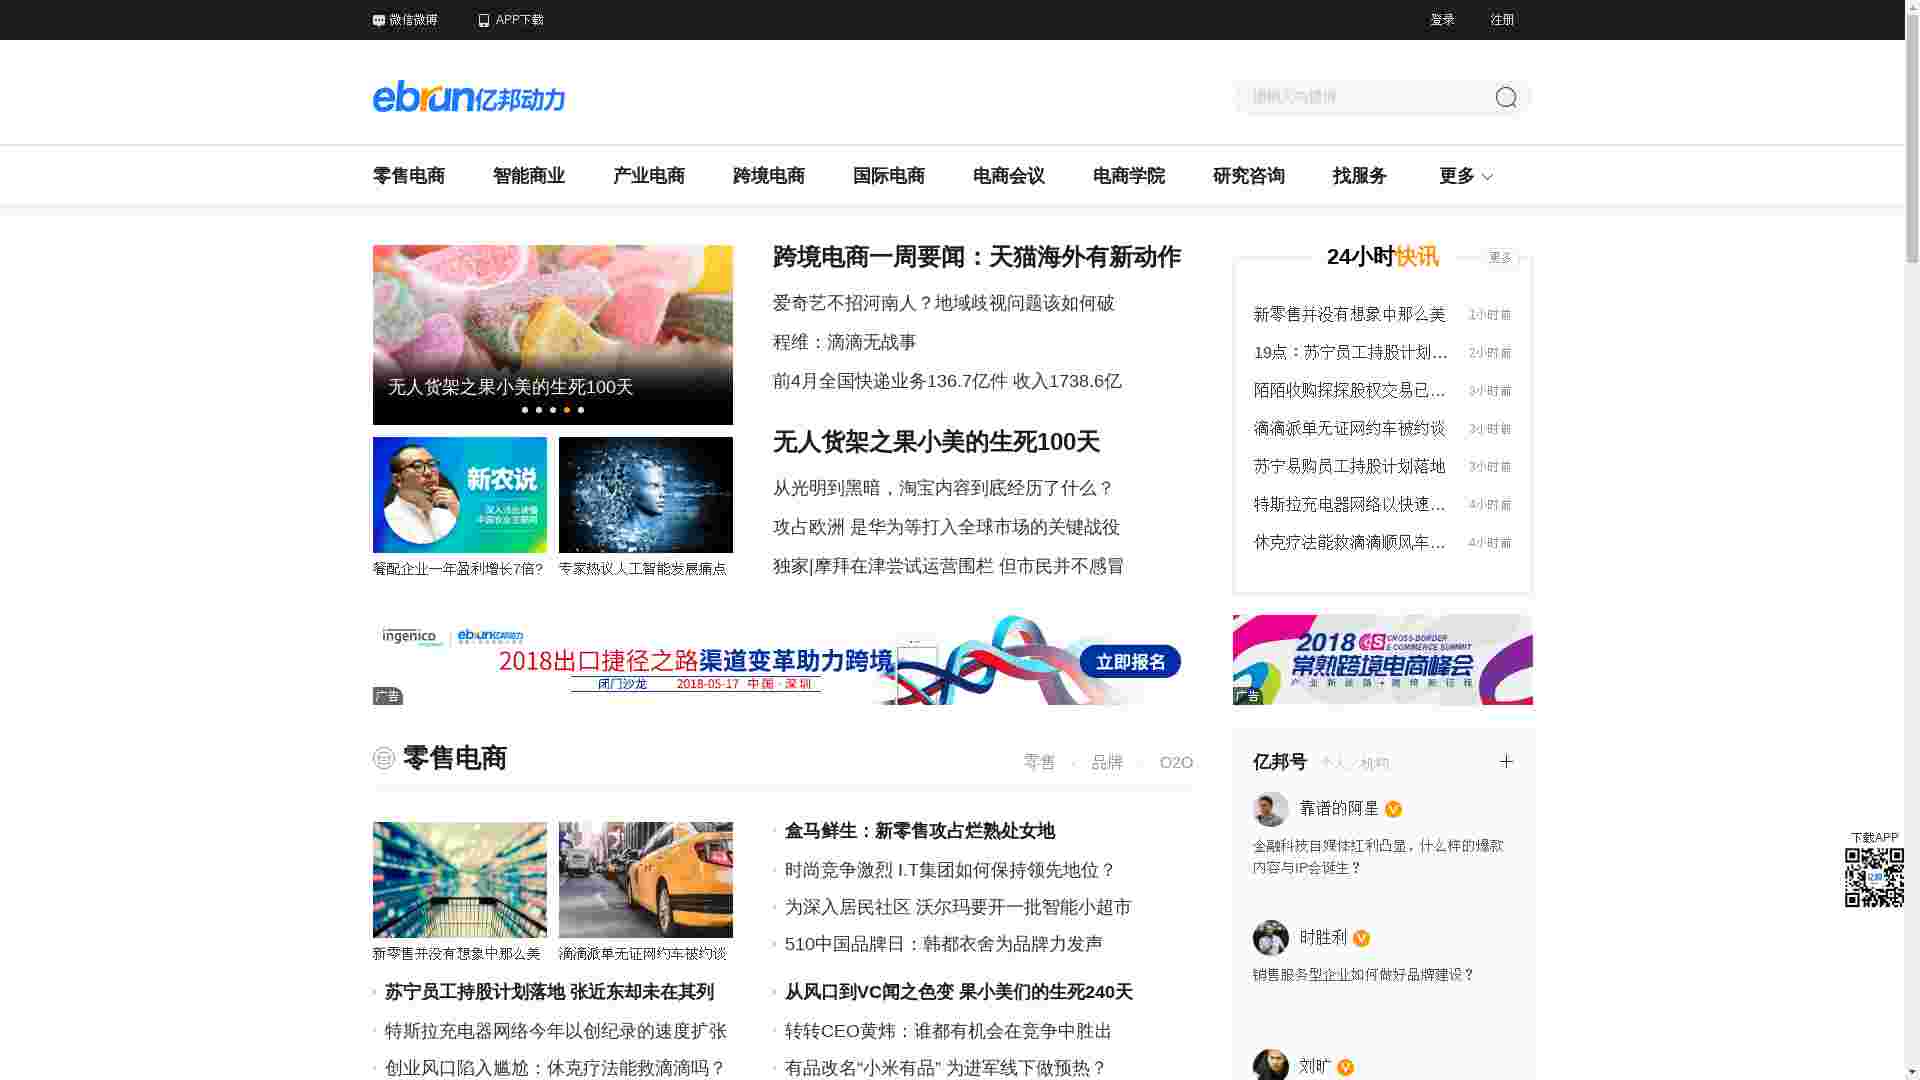 微信微博
APP下载
登录
注册
ebrun亿邦动力
零售电商
智能商业
产业电商
跨境电商
国际电商
电商会议
电商学院
研究咨询
找服务
更多
无人货架之果小美的生死100天
新农说
餐配企业一年盈利增长7倍?
专家热议人工智能发展痛点
跨境电商一周要闻：天猫海外有新动作
爱奇艺不招河南人？地域歧视问题该如何破
程维：滴滴无战事
前4月全国快递业务136.7亿件 收入1738.6亿
无人货架之果小美的生死100天
从光明到黑暗，淘宝内容到底经历了什么？
攻占欧洲 是华为等打入全球市场的关键战役
独家|摩拜在津尝试运营围栏 但市民并不感冒
24小时快讯
更多
新零售并没有想象中那么美 1小时前
19点：苏宁员工持股计划... 2小时前
陌陌收购探探股权交易已... 3小时前
滴滴派单无证网约车被约谈 3小时前
苏宁易购员工持股计划落地 3小时前
特斯拉充电器网络以快速... 4小时前
休克疗法能救滴滴顺风车... 4小时前
ingenico
ebrun亿邦动力
2018出口捷径之路渠道变革助力跨境
闭门沙龙 2018-05-17 中国·深圳
立即报名
广告
2018 CROSS-BORDER
E COMMERCE SUMMIT
常熟跨境电商峰会
广告
零售电商
零售
品牌
O2O
新零售并没有想象中那么美
滴滴派单无证网约车被约谈
苏宁员工持股计划落地 张近东却未在其列
特斯拉充电器网络今年以创纪录的速度扩张
创业风口陷入尴尬：休克疗法能救滴滴吗？
盒马鲜生：新零售攻占烂熟处女地
时尚竞争激烈 I.T集团如何保持领先地位？
为深入居民社区 沃尔玛要开一批智能小超市
510中国品牌日：韩都衣舍为品牌力发声
从风口到VC闻之色变 果小美们的生死240天
转转CEO黄炜：谁都有机会在竞争中胜出
有品改名“小米有品” 为进军线下做预热？
亿邦号
个人／机构
靠谱的阿星
金融科技自媒体红利凸显，什么样的爆款
内容与IP会诞生？
时胜利
销售服务型企业如何做好品牌建设？
刘旷
下载APP